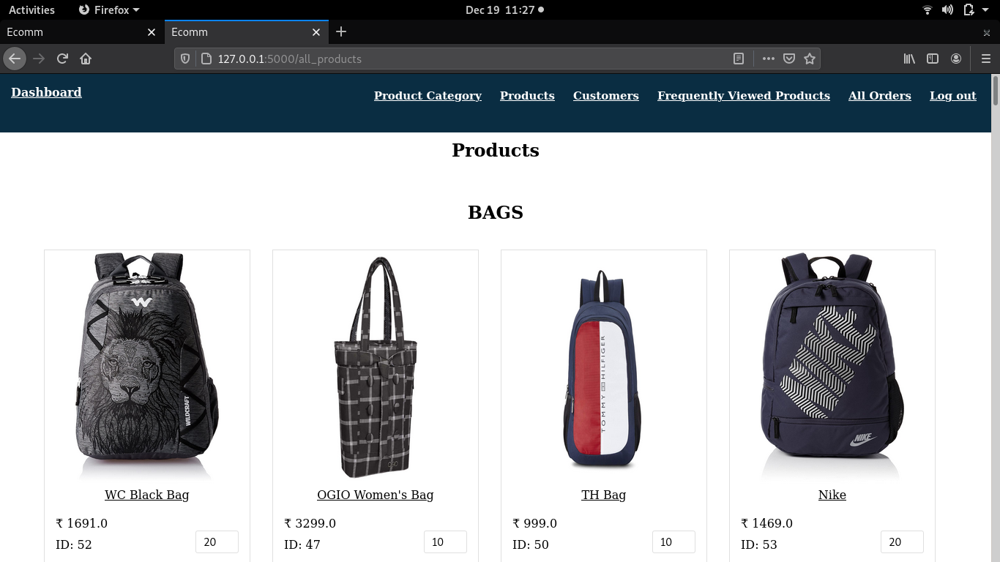 Activities Firefox Dec 19 11:27
Ecomm Ecomm
127.0.0.1:5000/all_products
Dashboard Product Category Products Customers Frequently Viewed Products All Orders Log out
Products
BAGS
WILDCRAFT
OGIO
TOMMY HILFIGER
NIKE
WC Black Bag OGIO Women's Bag TH Bag Nike
₹ 1691.0 ₹ 3299.0 ₹ 999.0 ₹ 1469.0
ID: 52 20 ID: 47 10 ID: 50 10 ID: 53 20